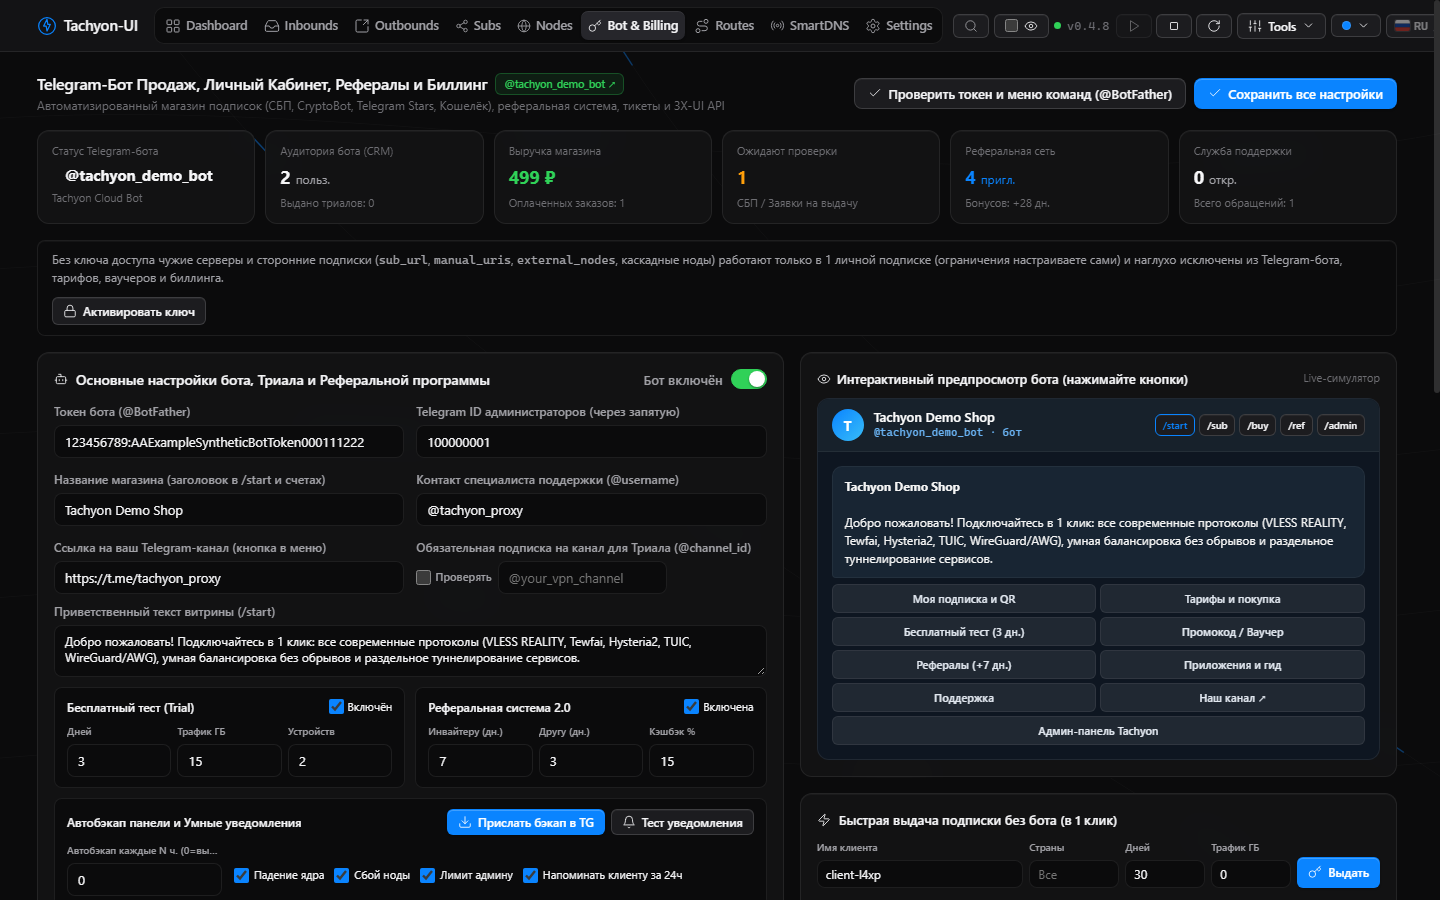 Tachyon-UI
Dashboard
Inbounds
Outbounds
Subs
Nodes
Bot & Billing
Routes
SmartDNS
Settings
v0.4.8
Tools
RU
Telegram-Бот Продаж, Личный Кабинет, Рефералы и Биллинг
@tachyon_demo_bot ↗
Автоматизированный магазин подписок (СБП, CryptoBot, Telegram Stars, Кошелёк), реферальная система, тикеты и 3X-UI API
Проверить токен и меню команд (@BotFather)
Сохранить все настройки
Статус Telegram-бота
@tachyon_demo_bot
Tachyon Cloud Bot
Аудитория бота (CRM)
2 польз.
Выдано триалов: 0
Выручка магазина
499 ₽
Оплаченных заказов: 1
Ожидают проверки
1
СБП / Заявки на выдачу
Реферальная сеть
4 пригл.
Бонусов: +28 дн.
Служба поддержки
0 откр.
Всего обращений: 1
Без ключа доступа чужие серверы и сторонние подписки (sub_url, manual_uris, external_nodes, каскадные ноды) работают только в 1 личной подписке (ограничения настраиваете сами) и наглухо исключены из Telegram-бота,
тарифов, ваучеров и биллинга.
Активировать ключ
Основные настройки бота, Триала и Реферальной программы
Бот включён
Токен бота (@BotFather)
123456789:AAExampleSyntheticBotToken000111222
Telegram ID администраторов (через запятую)
100000001
Название магазина (заголовок в /start и счетах)
Tachyon Demo Shop
Контакт специалиста поддержки (@username)
@tachyon_proxy
Ссылка на ваш Telegram-канал (кнопка в меню)
https://t.me/tachyon_proxy
Обязательная подписка на канал для Триала (@channel_id)
Проверять
@your_vpn_channel
Приветственный текст витрины (/start)
Добро пожаловать! Подключайтесь в 1 клик: все современные протоколы (VLESS REALITY, Tewfai, Hysteria2, TUIC,
WireGuard/AWG), умная балансировка без обрывов и раздельное туннелирование сервисов.
Бесплатный тест (Trial)
Включён
Дней
Трафик ГБ
Устройств
3
15
2
Реферальная система 2.0
Включена
Инвайтеру (дн.)
Другу (дн.)
Кэшбэк %
7
3
15
Автобэкап панели и Умные уведомления
Прислать бэкап в TG
Тест уведомления
Автобэкап каждые N ч. (0=вы...
0
Падение ядра
Сбой ноды
Лимит админу
Напоминать клиенту за 24ч
Интерактивный предпросмотр бота (нажимайте кнопки)
Live-симулятор
T
Tachyon Demo Shop
@tachyon_demo_bot · бот
/start
/sub
/buy
/ref
/admin
Tachyon Demo Shop
Добро пожаловать! Подключайтесь в 1 клик: все современные протоколы (VLESS REALITY,
Tewfai, Hysteria2, TUIC, WireGuard/AWG), умная балансировка без обрывов и раздельное
туннелирование сервисов.
Моя подписка и QR
Тарифы и покупка
Бесплатный тест (3 дн.)
Промокод / Ваучер
Рефералы (+7 дн.)
Приложения и гид
Поддержка
Наш канал ↗
Админ-панель Tachyon
Быстрая выдача подписки без бота (в 1 клик)
Имя клиента
Страны
Дней
Трафик ГБ
client-l4xp
Все
30
0
Выдать